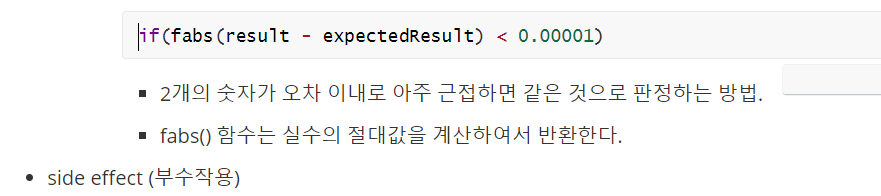 if(fabs(result - expectedResult) < 0.00001)
2개의 숫자가 오차 이내로 아주 근접하면 같은 것으로 판정하는 방법.
fabs() 함수는 실수의 절대값을 계산하여서 반환한다.
side effect (부수작용)